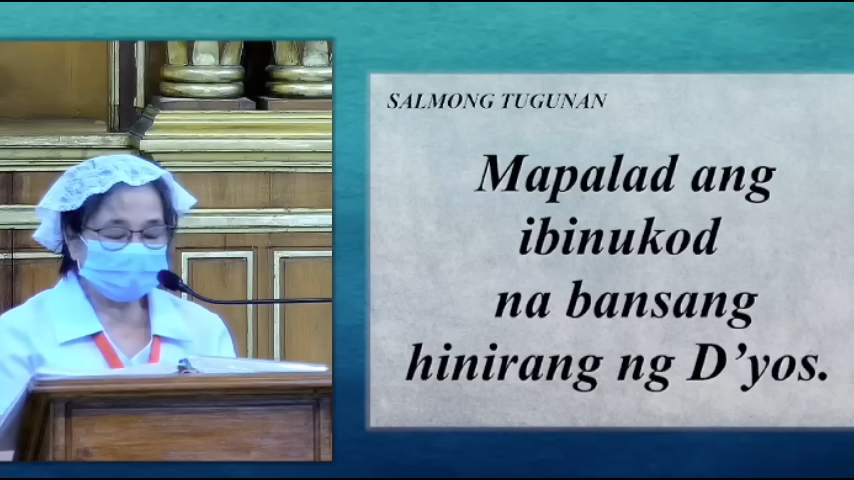 SALMONG TUGUNAN
Mapalad ang
ibinukod
na bansang
hinirang ng D’yos.